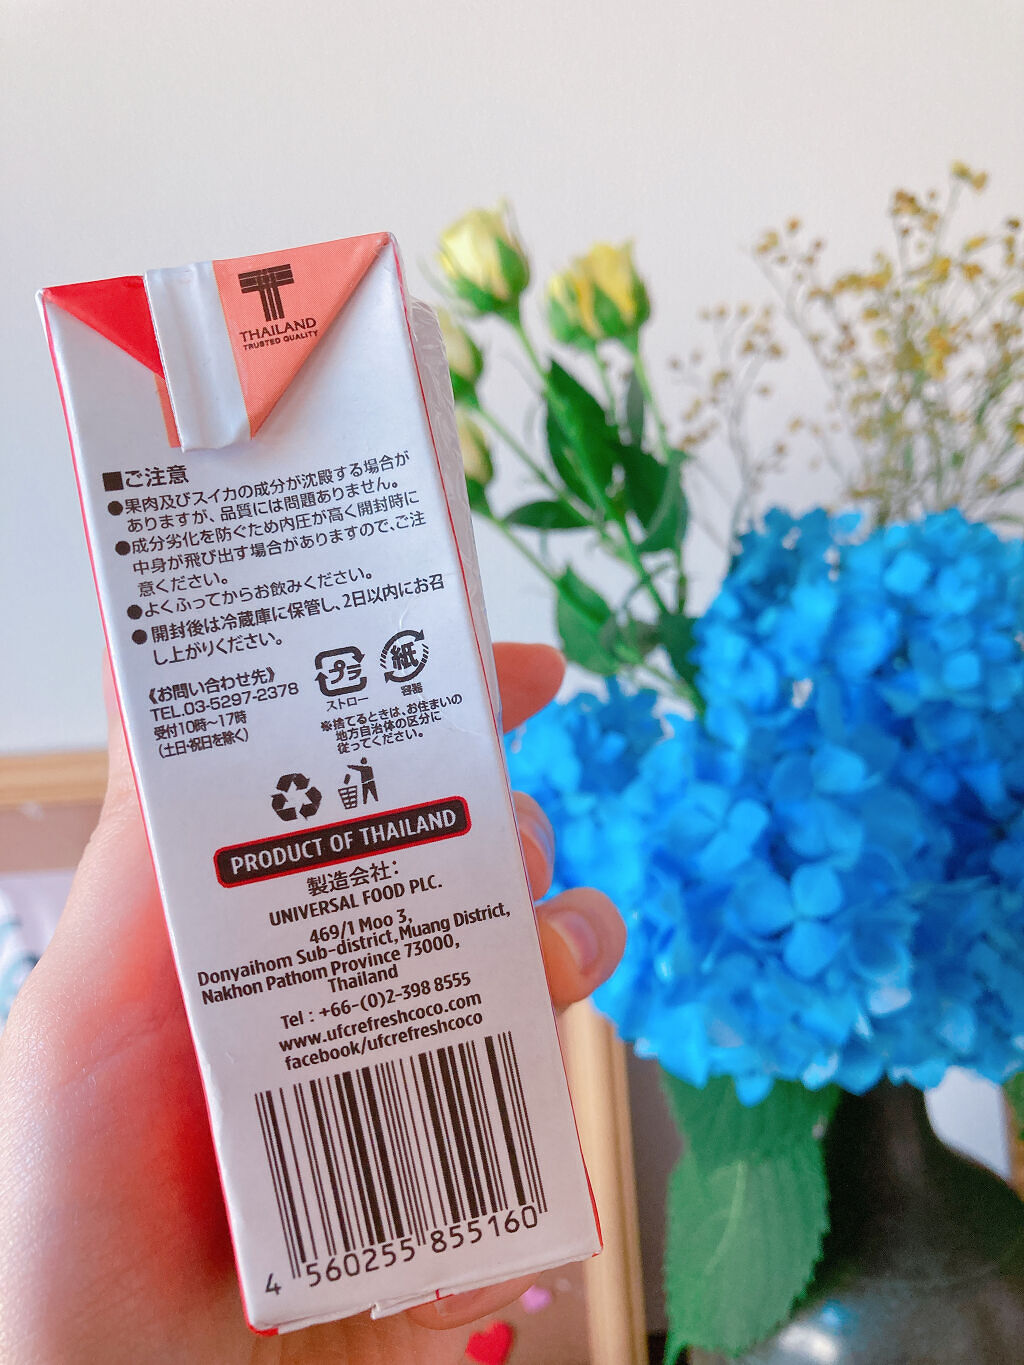 THAILAND
TRUSTED QUALITY
■ご注意
●果肉及びスイカの成分が沈殿する場合が
ありますが、品質には問題ありません。
●成分劣化を防ぐため内圧が高く開封時に
中身が飛び出す場合がありますので、ご注
意ください。
●よくふってからお飲みください。
●開封後は冷蔵庫に保管し、2日以内にお召
し上がりください。
《お問い合わせ先》
TEL.03-5297-2378
受付10時〜17時
(土日・祝日を除く)
プラ
ストロー
紙
容器
※捨てるときは、お住まいの
地方自治体の区分に
従ってください。
PRODUCT OF THAILAND
製造会社:
UNIVERSAL FOOD PLC.
469/1 Moo 3,
Donyaihom Sub-district, Muang District,
Nakhon Pathom Province 73000,
Thailand
Tel : +66-(0)2-398 8555
www.ufcrefreshcoco.com
facebook/ufcrefreshcoco
4 560255 855160